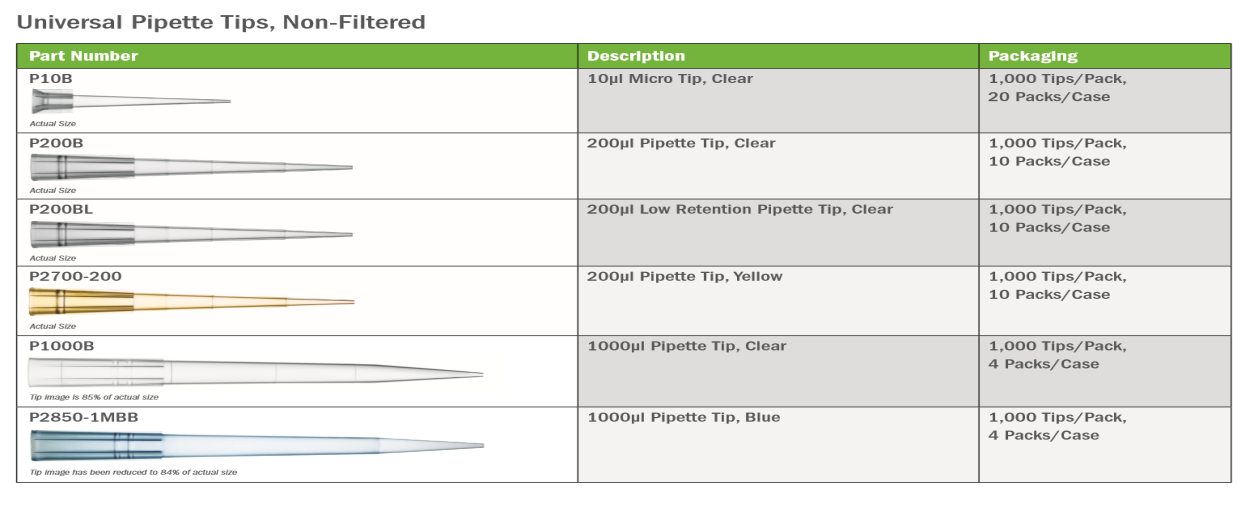 Universal Pipette Tips, Non-Filtered
Part Number Description Packaging
P10B 10µl Micro Tip, Clear 1,000 Tips/Pack,
20 Packs/Case
Actual Size
P200B 200µl Pipette Tip, Clear 1,000 Tips/Pack,
10 Packs/Case
Actual Size
P200BL 200µl Low Retention Pipette Tip, Clear 1,000 Tips/Pack,
10 Packs/Case
Actual Size
P2700-200 200µl Pipette Tip, Yellow 1,000 Tips/Pack,
10 Packs/Case
Actual Size
P1000B 1000µl Pipette Tip, Clear 1,000 Tips/Pack,
4 Packs/Case
Tip image is 85% of actual size
P2850-1MBB 1000µl Pipette Tip, Blue 1,000 Tips/Pack,
4 Packs/Case
Tip image has been reduced to 84% of actual size